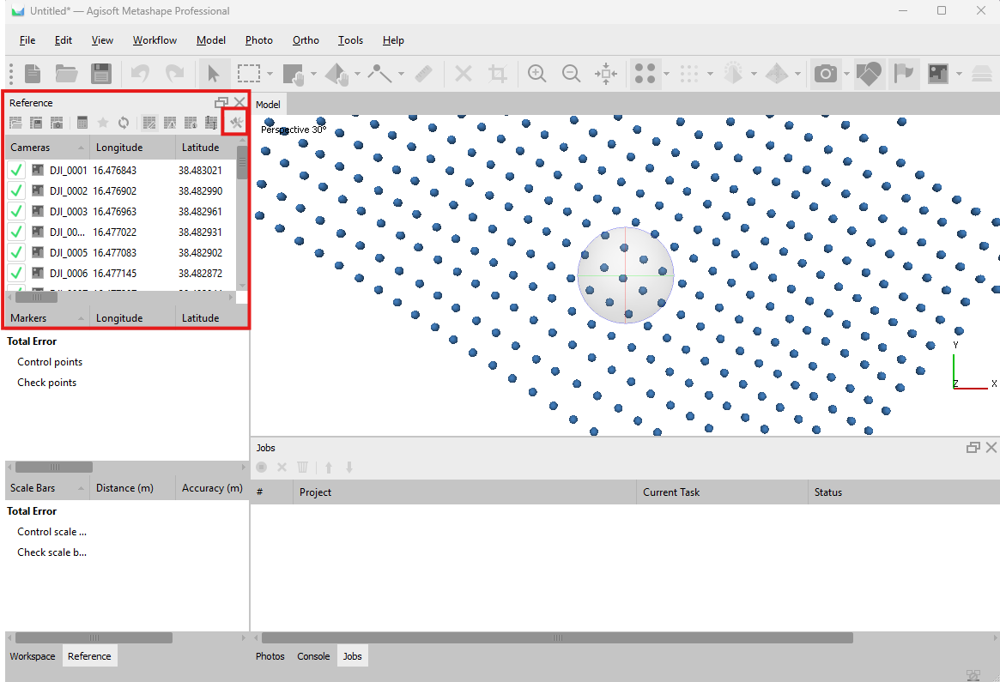 Untitled* — Agisoft Metashape Professional
File Edit View Workflow Model Photo Ortho Tools Help
Reference
Cameras Longitude Latitude
DJI_0001 16.476843 38.483021
DJI_0002 16.476902 38.482990
DJI_0003 16.476963 38.482961
DJI_00... 16.477022 38.482931
DJI_0005 16.477083 38.482902
DJI_0006 16.477145 38.482872
Markers Longitude Latitude
Total Error
Control points
Check points
Scale Bars Distance (m) Accuracy (m)
Total Error
Control scale ...
Check scale b...
Workspace Reference
Model
Perspective 30°
Y
Z X
Jobs
# Project Current Task Status
Photos Console Jobs